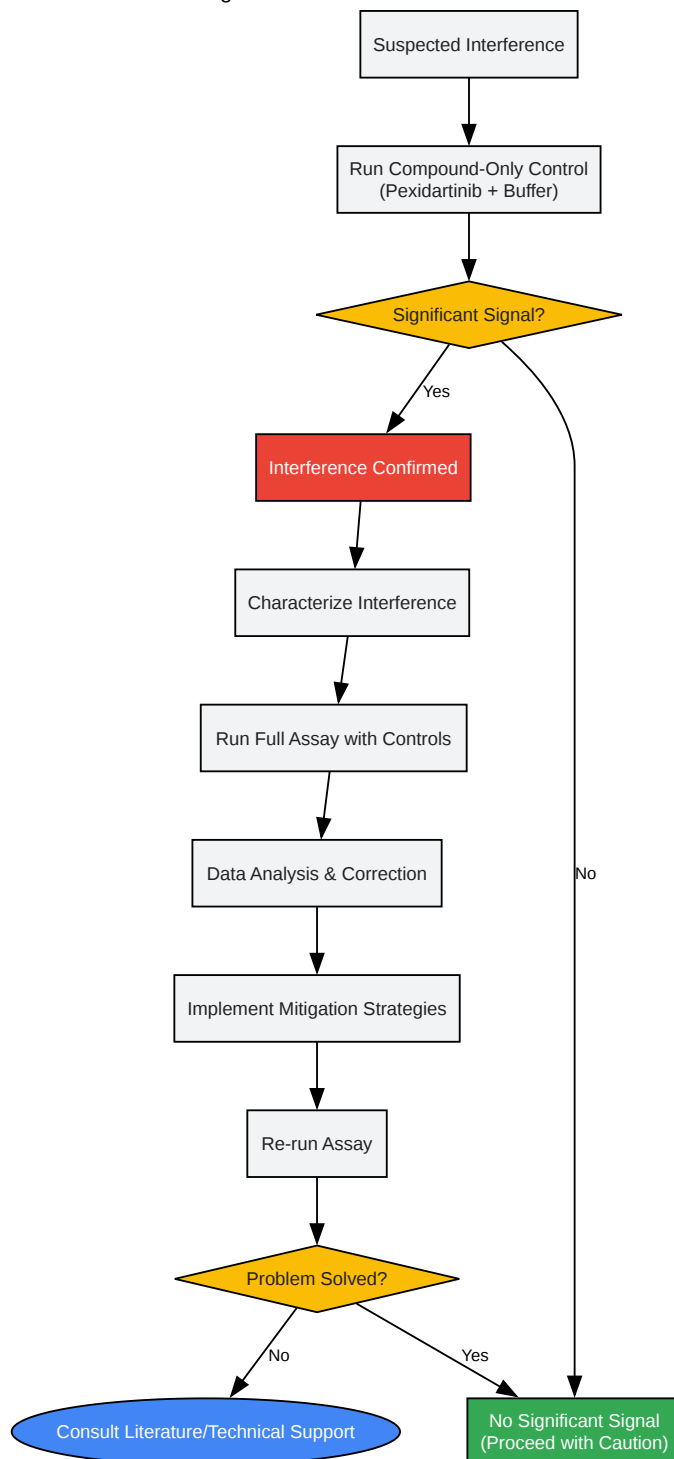 Suspected Interference
Run Compound-Only Control
(Pexidartinib + Buffer)
Significant Signal?
Yes
Interference Confirmed
Characterize Interference
Run Full Assay with Controls
Data Analysis & Correction
No
Implement Mitigation Strategies
Re-run Assay
Problem Solved?
No
Yes
Consult Literature/Technical Support
No Significant Signal
(Proceed with Caution)